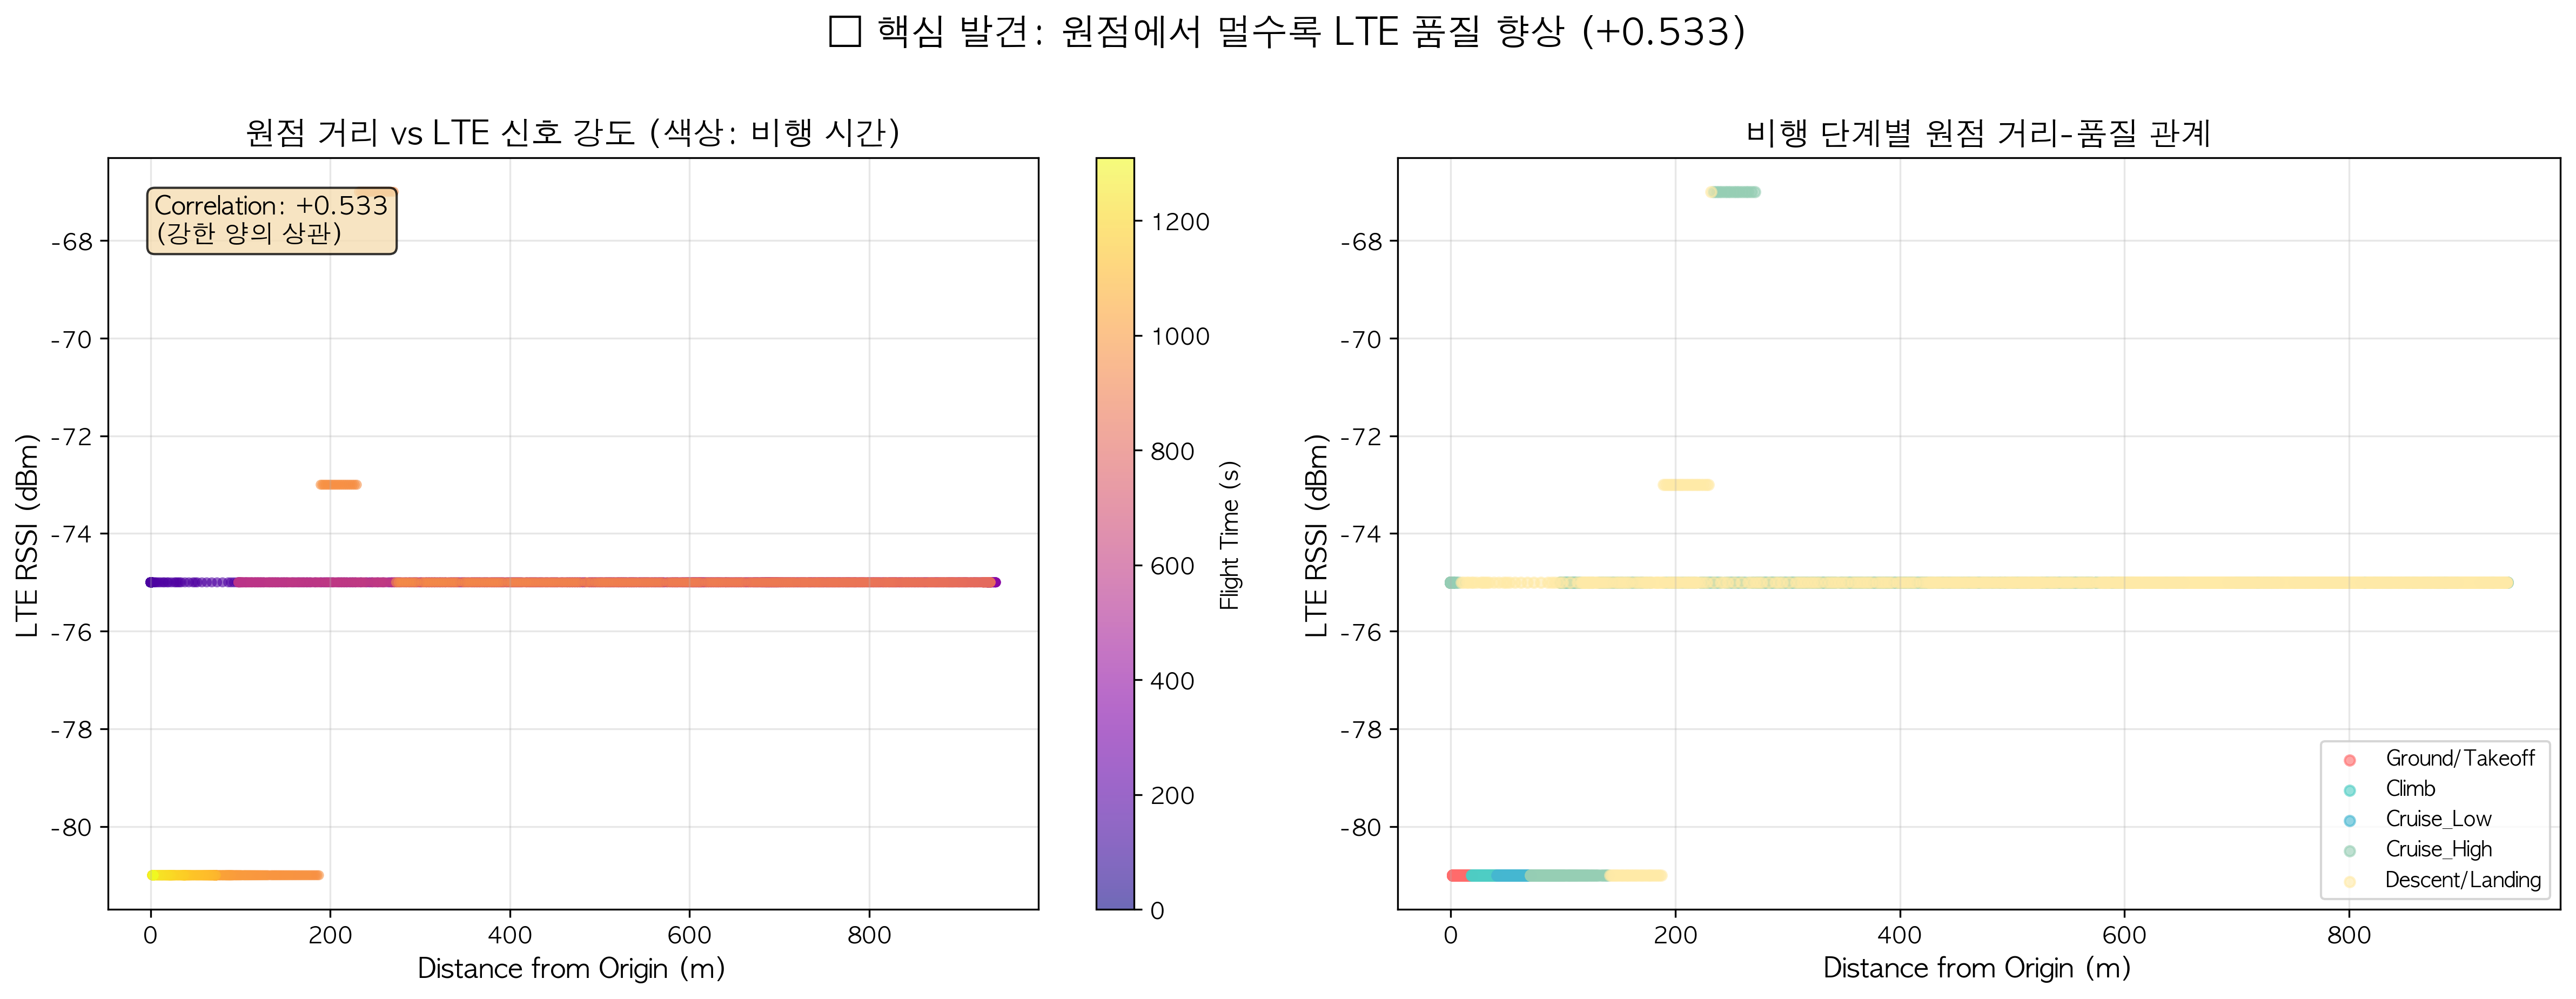 □ 핵심 발견: 원점에서 멀수록 LTE 품질 향상 (+0.533)
원점 거리 vs LTE 신호 강도 (색상: 비행 시간)
Correlation: +0.533
(강한 양의 상관)
LTE RSSI (dBm)
-68
-70
-72
-74
-76
-78
-80
0
200
400
600
800
Distance from Origin (m)
1200
1000
800
600
400
200
0
Flight Time (s)
비행 단계별 원점 거리-품질 관계
LTE RSSI (dBm)
-68
-70
-72
-74
-76
-78
-80
0
200
400
600
800
Distance from Origin (m)
Ground/Takeoff
Climb
Cruise_Low
Cruise_High
Descent/Landing